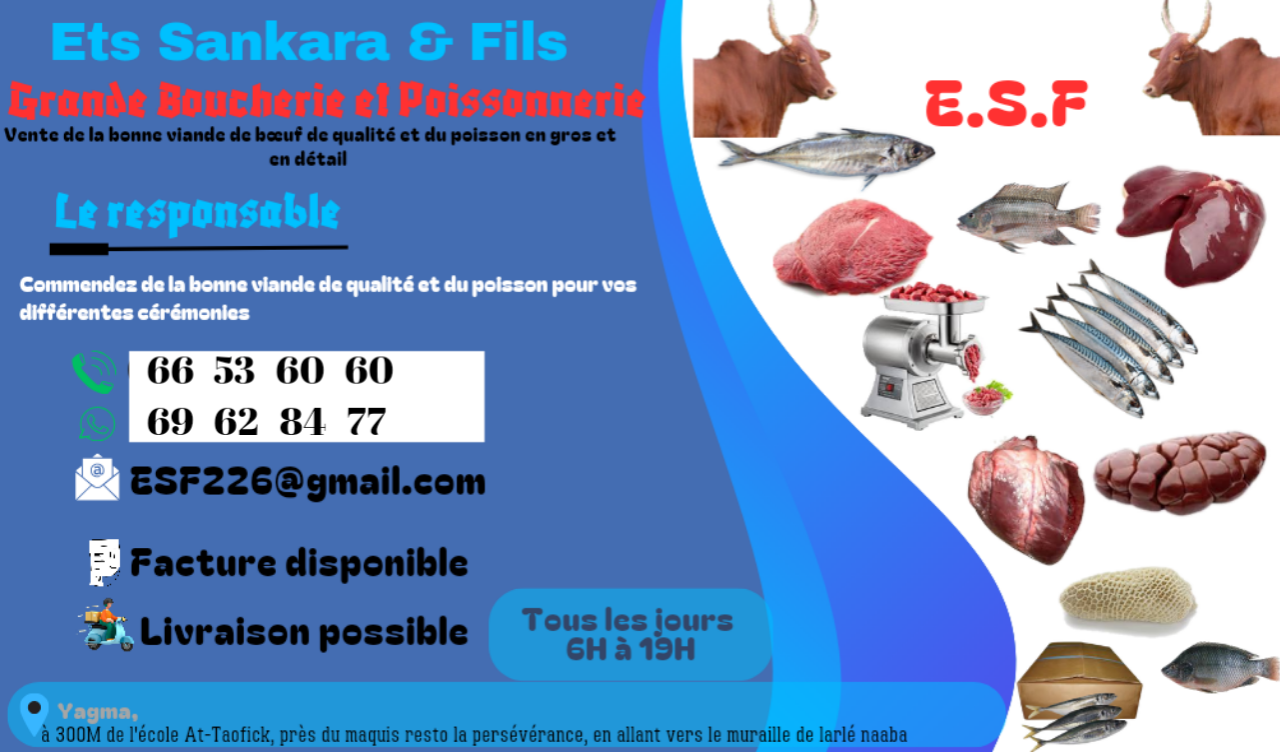 Ets Sankara & Fils
Grande Boucherie et Poissonnerie
Vente de la bonne viande de bœuf de qualité et du poisson en gros et
en détail
Le responsable
Commendez de la bonne viande de qualité et du poisson pour vos
différentes cérémonies
66 53 60 60
69 62 84 77
ESF226@gmail.com
Facture disponible
Livraison possible
Tous les jours
6H à 19H
Yagma,
à 300M de l'école At-Taofick, près du maquis resto la persévérance, en allant vers le muraille de larlé naaba
E.S.F